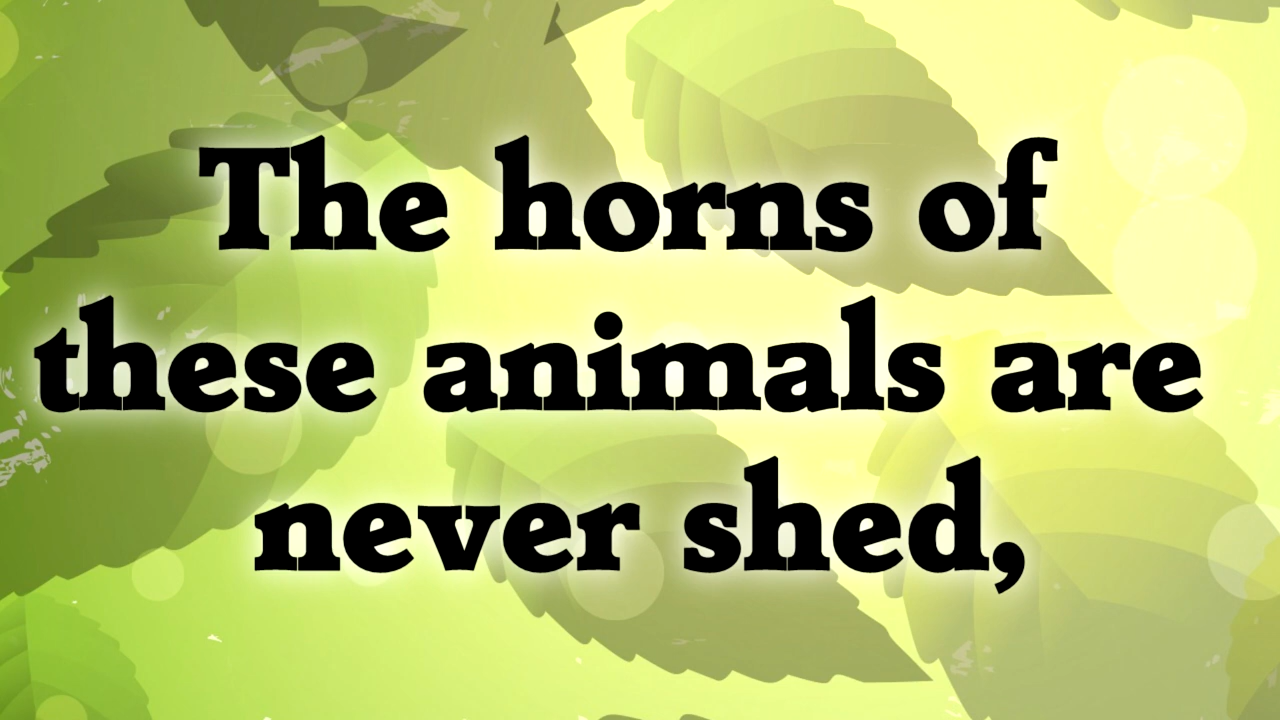 The horns of
these animals are
never shed,